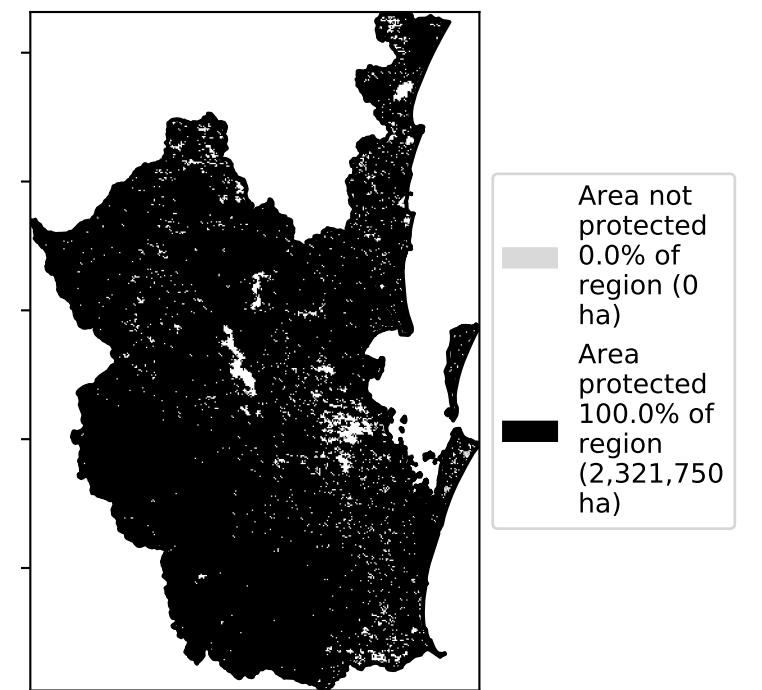 Area not
protected
0.0% of
region (0
ha)
Area
protected
100.0% of
region
(2,321,750
ha)